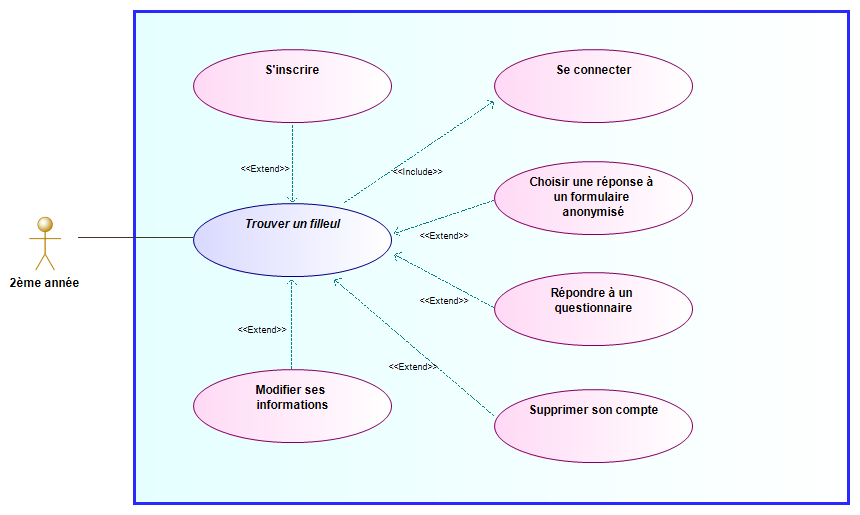 S'inscrire
Se connecter
<<Extend>>
<<Include>>
Choisir une réponse à
un formulaire
anonymisé
Trouver un filleul
<<Extend>>
2ème année
Répondre à un
questionnaire
<<Extend>>
<<Extend>>
<<Extend>>
Modifier ses
informations
Supprimer son compte